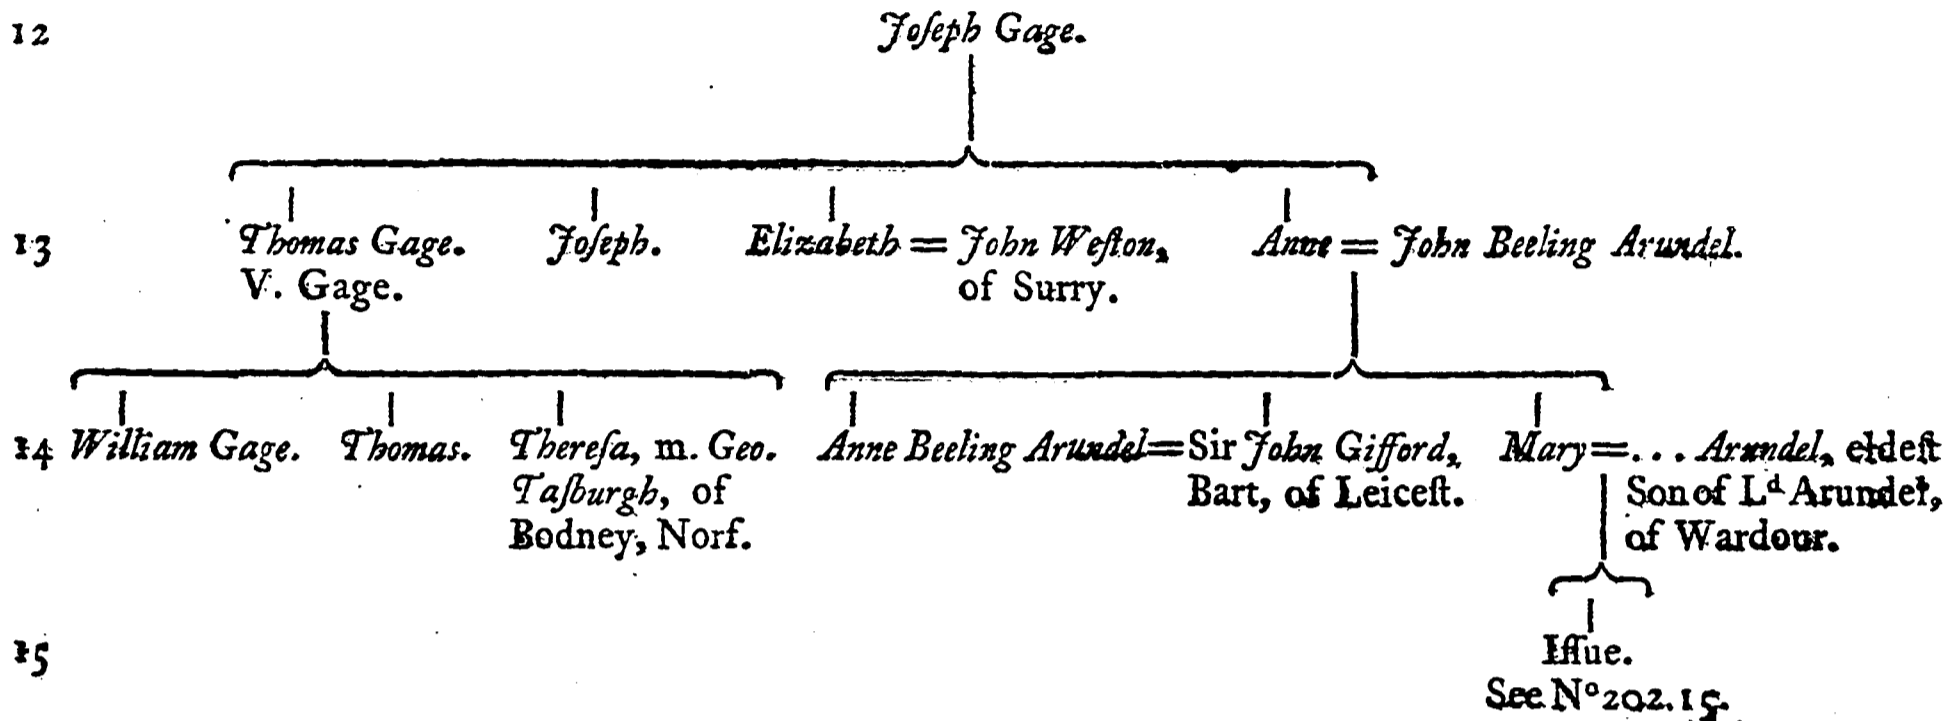 12 Joſeph Gage.
13 Thomas Gage. Joſeph. Elizabeth = John Weſton, Anne = John Beeling Arundel.
V. Gage. of Surry.
14 William Gage. Thomas. Thereſa, m. Geo. Anne Beeling Arundel=Sir John Gifford, Mary=... Arundel, eldeſt
Taſburgh, of Bart, of Leiceſt. Son of Lᵈ Arundel,
Bodney, Norf. of Wardour.
15 Iſſue.
See Nº 202.15.